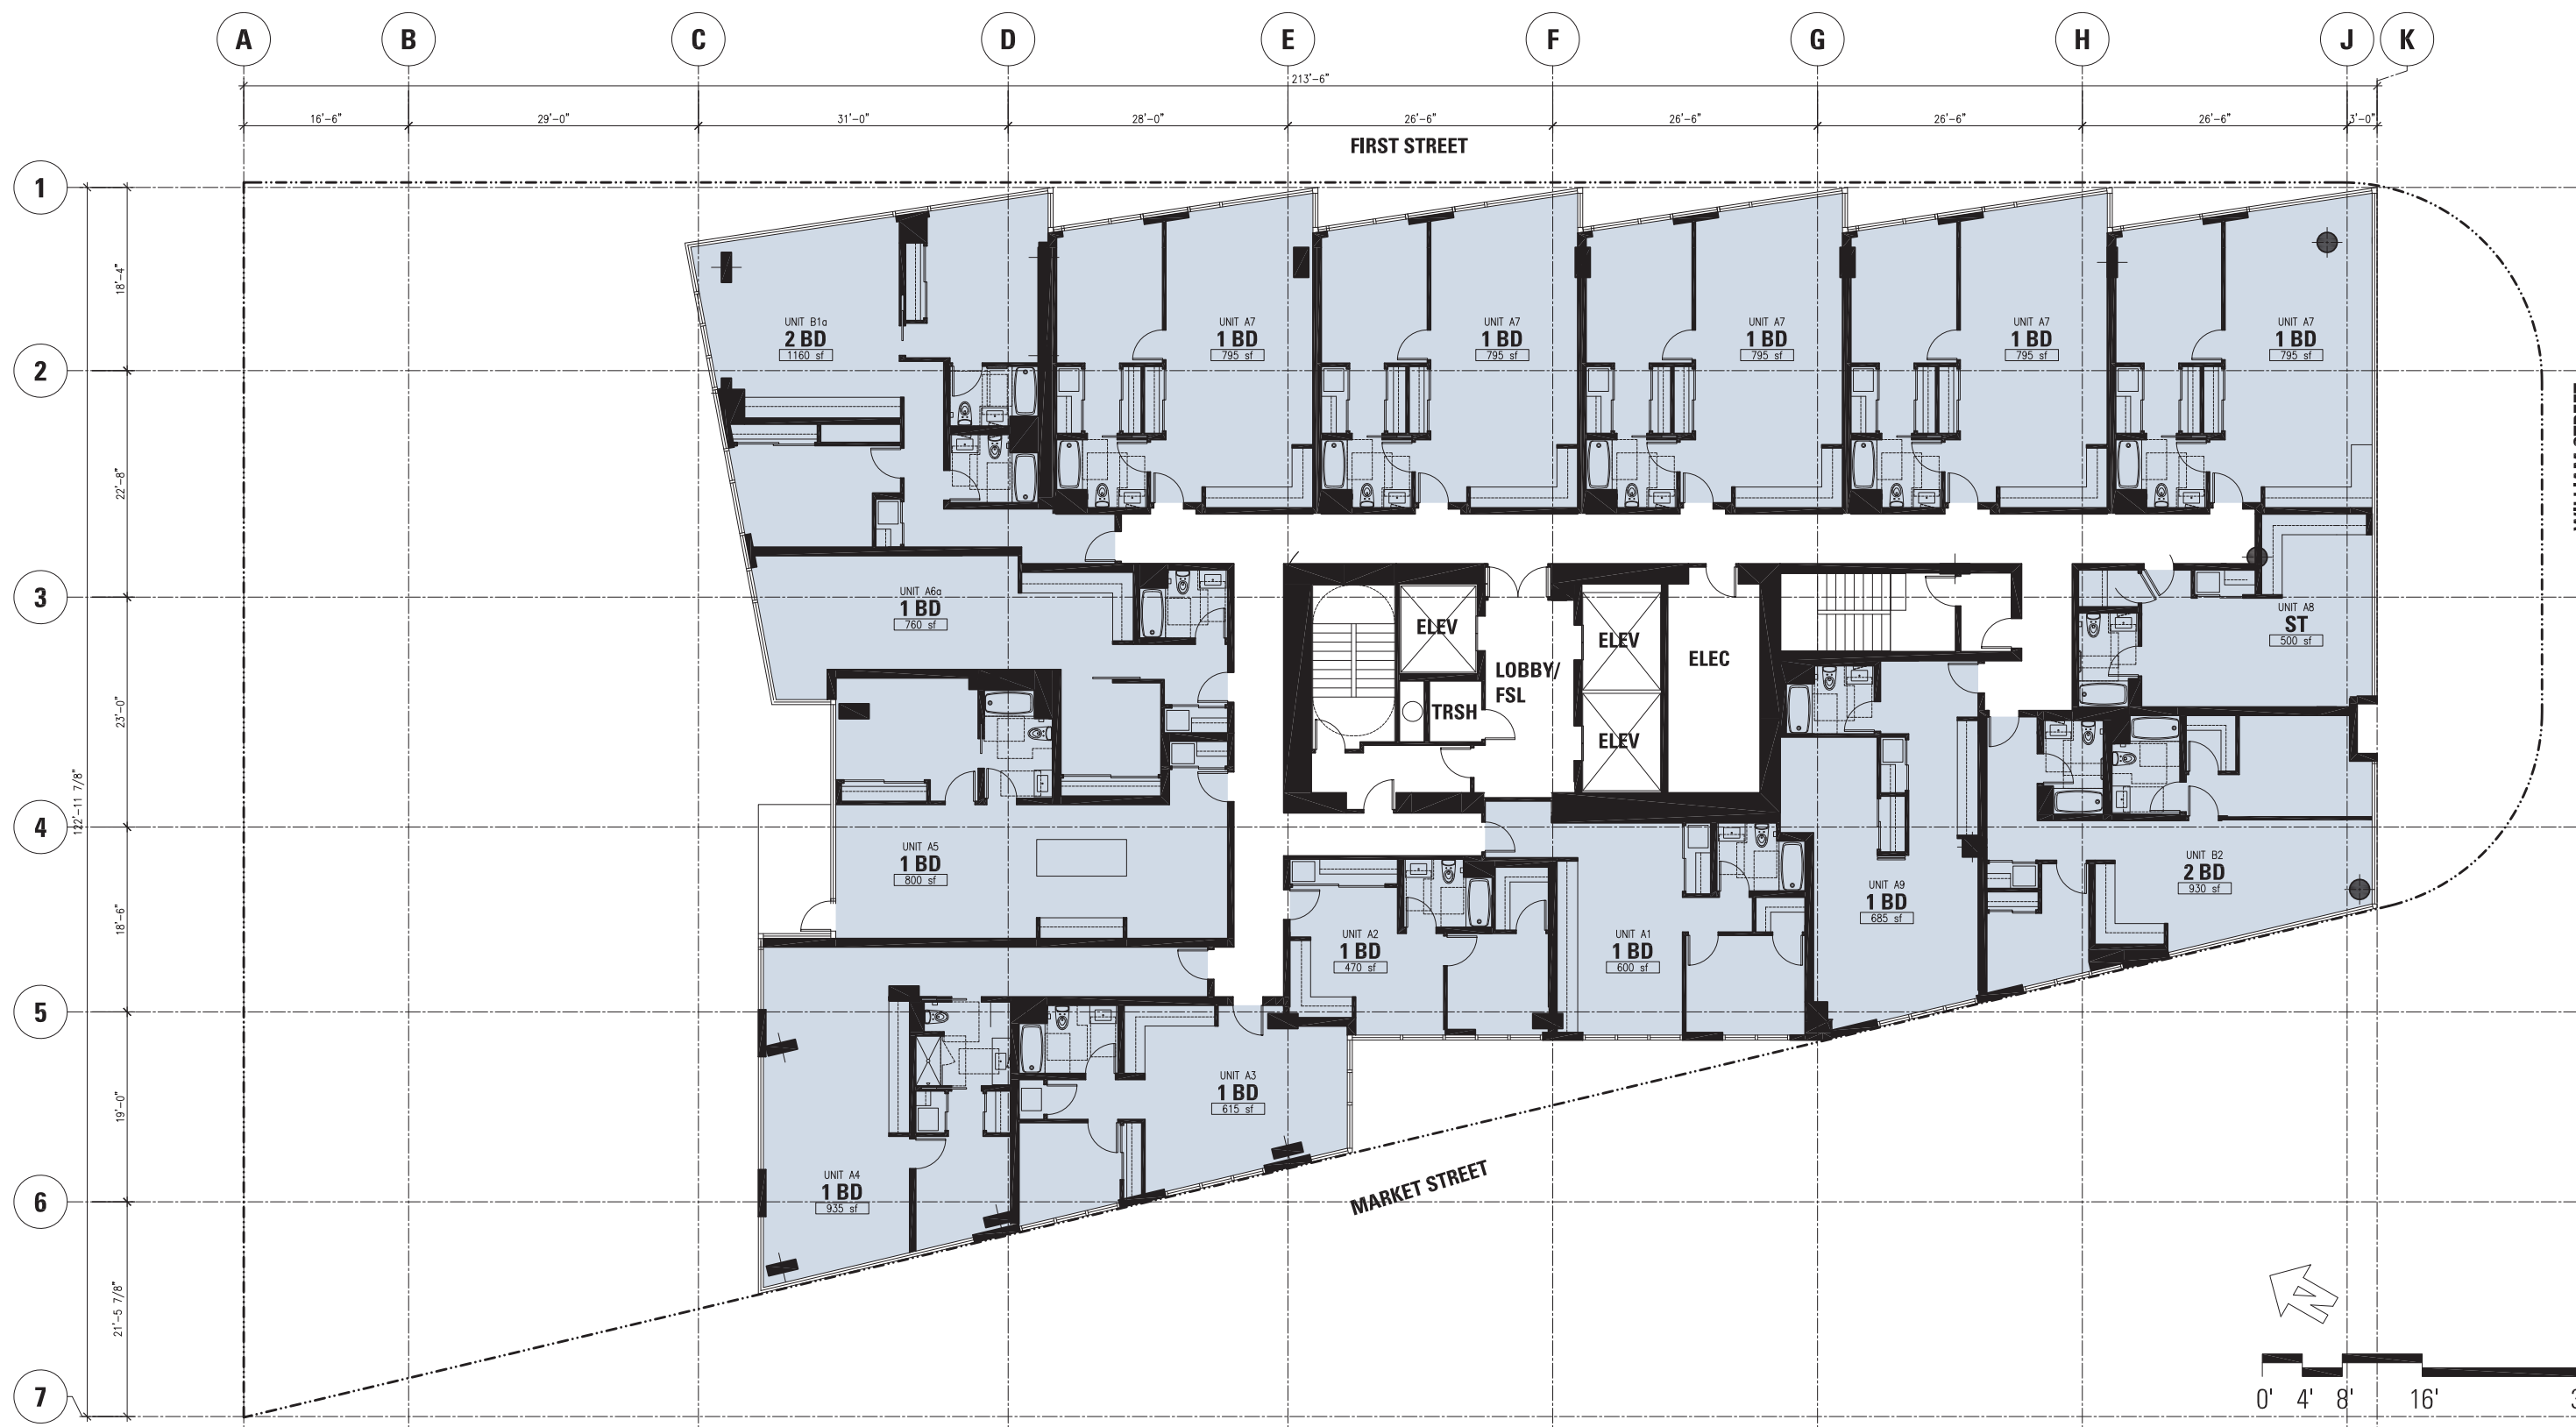 A B C D E F G H J K
213'-6"
16'-6" 29'-0" 31'-0" 28'-0" 26'-6" 26'-6" 26'-6" 26'-6" 3'-0"
FIRST STREET
1
18'-4"
UNIT B1a
2 BD
1160 sf
UNIT A7
1 BD
795 sf
UNIT A7
1 BD
795 sf
UNIT A7
1 BD
795 sf
UNIT A7
1 BD
795 sf
UNIT A7
1 BD
795 sf
2
22'-8"
3
UNIT A6a
1 BD
760 sf
ELEV
ELEV
ELEC
LOBBY/
FSL
TRSH
ELEV
UNIT A8
ST
500 sf
23'-0"
122'-11 7/8"
4
UNIT A5
1 BD
800 sf
UNIT B2
2 BD
930 sf
UNIT A9
1 BD
685 sf
18'-6"
UNIT A2
1 BD
470 sf
UNIT A1
1 BD
600 sf
5
19'-0"
UNIT A3
1 BD
615 sf
UNIT A4
1 BD
935 sf
6
MARKET STREET
21'-5 7/8"
N
7
0' 4' 8' 16'